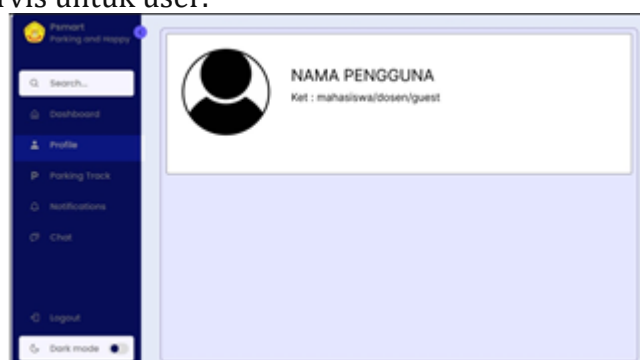 untuk user.
Psmart
Parking and Happy
Search...
Dashboard
Profile
Parking Track
Notifications
Chat
Logout
Dark mode
NAMA PENGGUNA
Ket : mahasiswa/dosen/guest